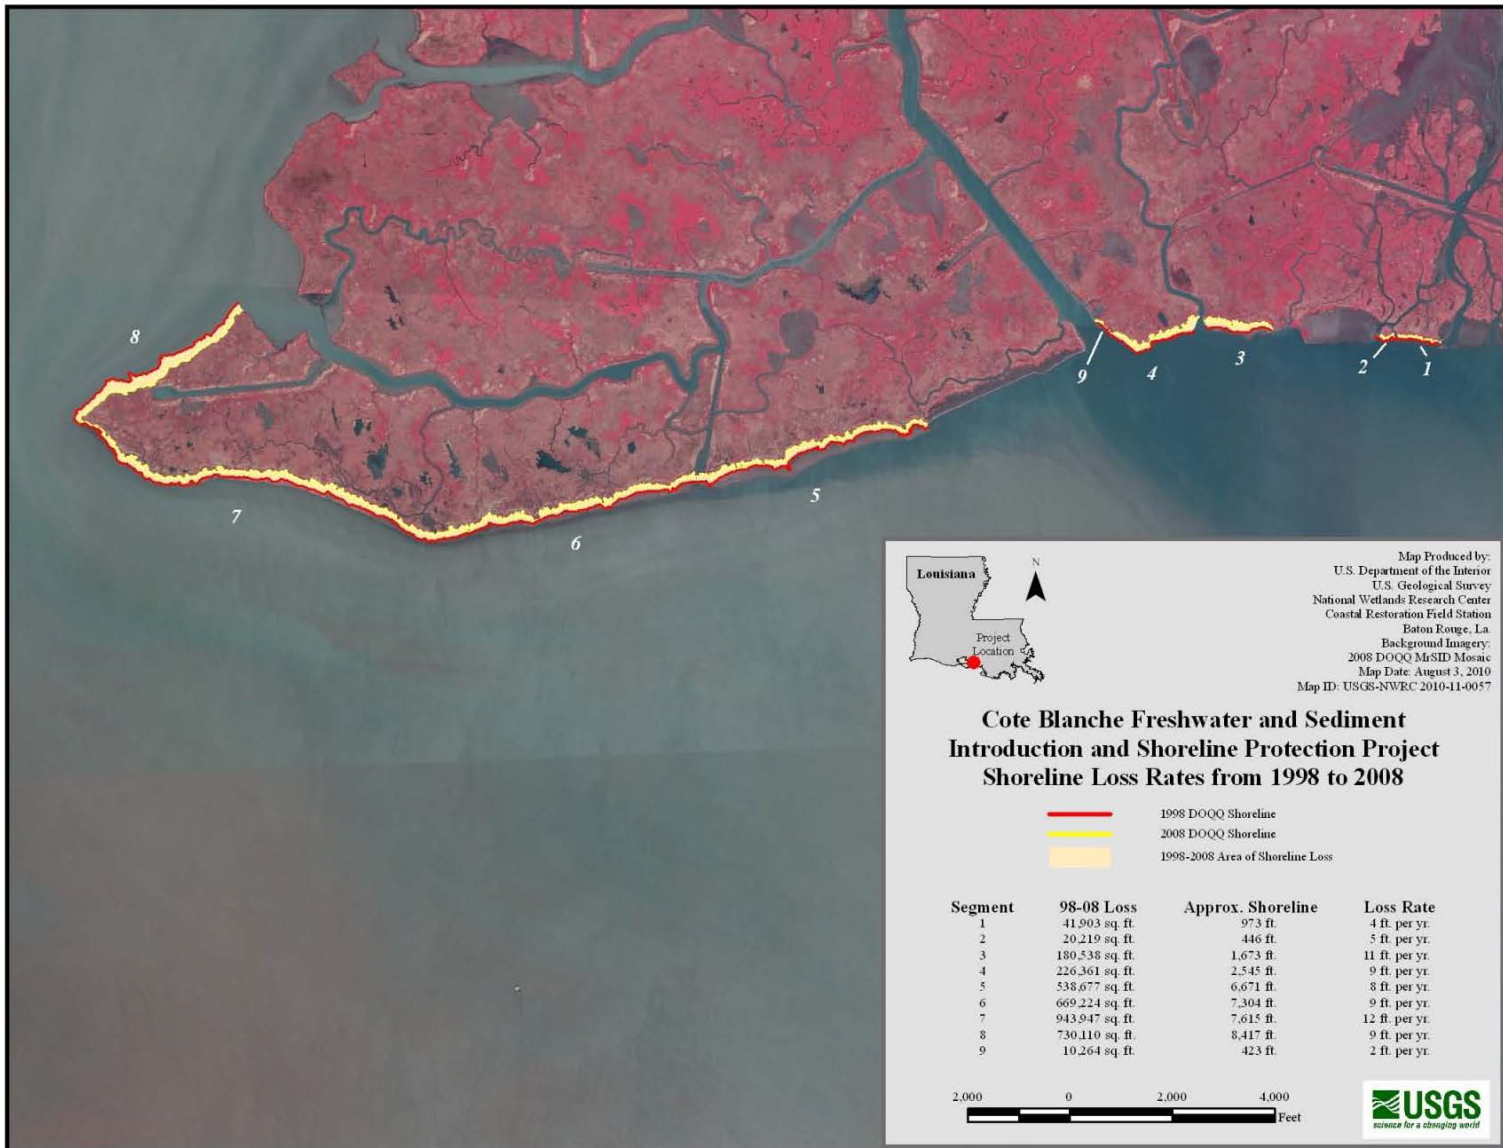 8
7
6
5
9
4
3
2
1
Louisiana
Project
Location
N
Map Produced by:
U.S. Department of the Interior
U.S. Geological Survey
National Wetlands Research Center
Coastal Restoration Field Station
Baton Rouge, La.
Background Imagery:
2008 DOQQ MrSID Mosaic
Map Date: August 3, 2010
Map ID: USGS-NWRC 2010-11-0057
Cote Blanche Freshwater and Sediment
Introduction and Shoreline Protection Project
Shoreline Loss Rates from 1998 to 2008
1998 DOQQ Shoreline
2008 DOQQ Shoreline
1998-2008 Area of Shoreline Loss
Segment 98-08 Loss Approx. Shoreline Loss Rate
1 41,903 sq. ft. 973 ft. 4 ft. per yr.
2 20,219 sq. ft. 446 ft. 5 ft. per yr.
3 180,538 sq. ft. 1,673 ft. 11 ft. per yr.
4 226,361 sq. ft. 2,545 ft. 9 ft. per yr.
5 538,677 sq. ft. 6,671 ft. 8 ft. per yr.
6 669,224 sq. ft. 7,304 ft. 9 ft. per yr.
7 943,947 sq. ft. 7,615 ft. 12 ft. per yr.
8 730,110 sq. ft. 8,417 ft. 9 ft. per yr.
9 10,264 sq. ft. 423 ft. 2 ft. per yr.
2,000 0 2,000 4,000
Feet
USGS
science for a changing world